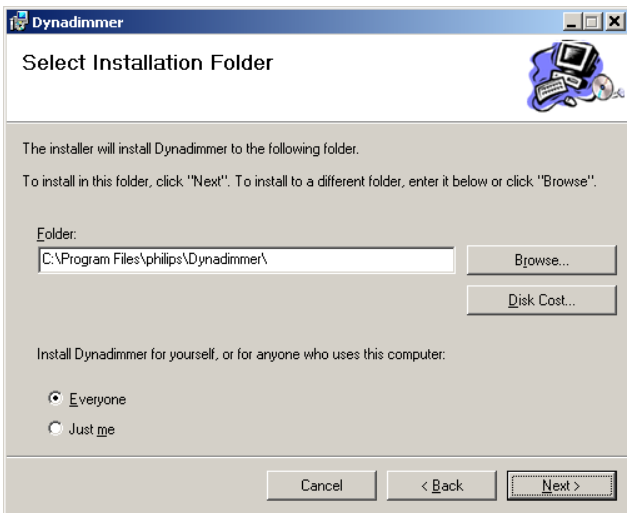 Dynadimmer
Select Installation Folder
The installer will install Dynadimmer to the following folder.
To install in this folder, click "Next". To install to a different folder, enter it below or click "Browse".
Folder:
C:\Program Files\philips\Dynadimmer\
Browse...
Disk Cost...
Install Dynadimmer for yourself, or for anyone who uses this computer:
Everyone
Just me
Cancel < Back Next >